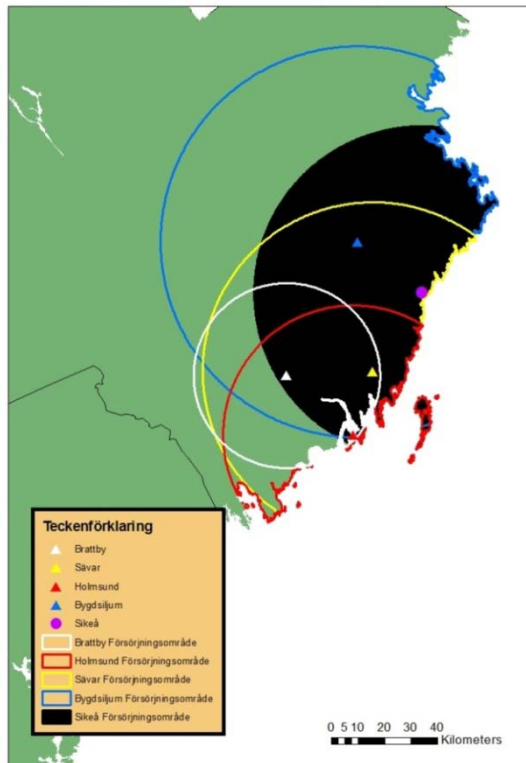 Teckenförklaring
Brattby
Sävar
Holmsund
Bygdsiljum
Sikeå
Brattby Försörjningsområde
Holmsund Försörjningsområde
Sävar Försörjningsområde
Bygdsiljum Försörjningsområde
Sikeå Försörjningsområde
0 5 10 20 30 40
Kilometers